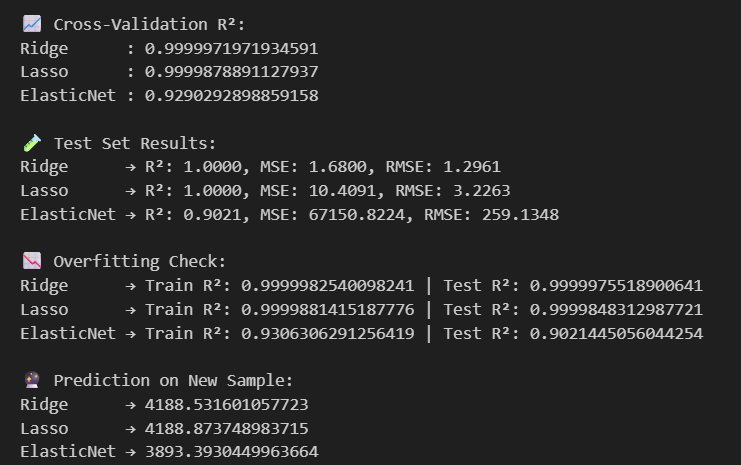 📈 Cross-Validation R²:
Ridge      : 0.9999971971934591
Lasso      : 0.9999878891127937
ElasticNet : 0.9290292898859158
🧪 Test Set Results:
Ridge      → R²: 1.0000, MSE: 1.6800, RMSE: 1.2961
Lasso      → R²: 1.0000, MSE: 10.4091, RMSE: 3.2263
ElasticNet → R²: 0.9021, MSE: 67150.8224, RMSE: 259.1348
📉 Overfitting Check:
Ridge      → Train R²: 0.9999982540098241 | Test R²: 0.9999975518900641
Lasso      → Train R²: 0.9999881415187776 | Test R²: 0.9999848312987721
ElasticNet → Train R²: 0.9306306291256419 | Test R²: 0.9021445056044254
🔮 Prediction on New Sample:
Ridge      → 4188.531601057723
Lasso      → 4188.873748983715
ElasticNet → 3893.3930449963664